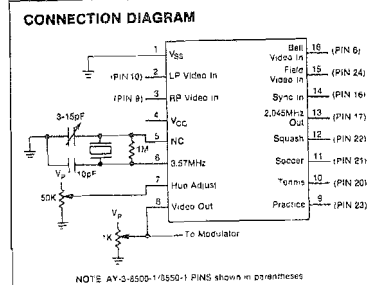 CONNECTION DIAGRAM
1 VSS
(PIN 10) 2 LP Video In
(PIN 9) 3 RP Video In
4 VCC
3-15pF
5 NC
1M
6 3.57MHz
10pF
VP
7 Hue Adjust
50K
8 Video Out
VP
1K
To Modulator
Ball Video In 16 (PIN 6)
Field Video In 15 (PIN 24)
Sync In 14 (PIN 16)
2.045MHz Out 13 (PIN 17)
Squash 12 (PIN 22)
Soccer 11 (PIN 21)
Tennis 10 (PIN 20)
Practice 9 (PIN 23)
NOTE AY-3-8500-1/8550-1 PINS shown in parentheses